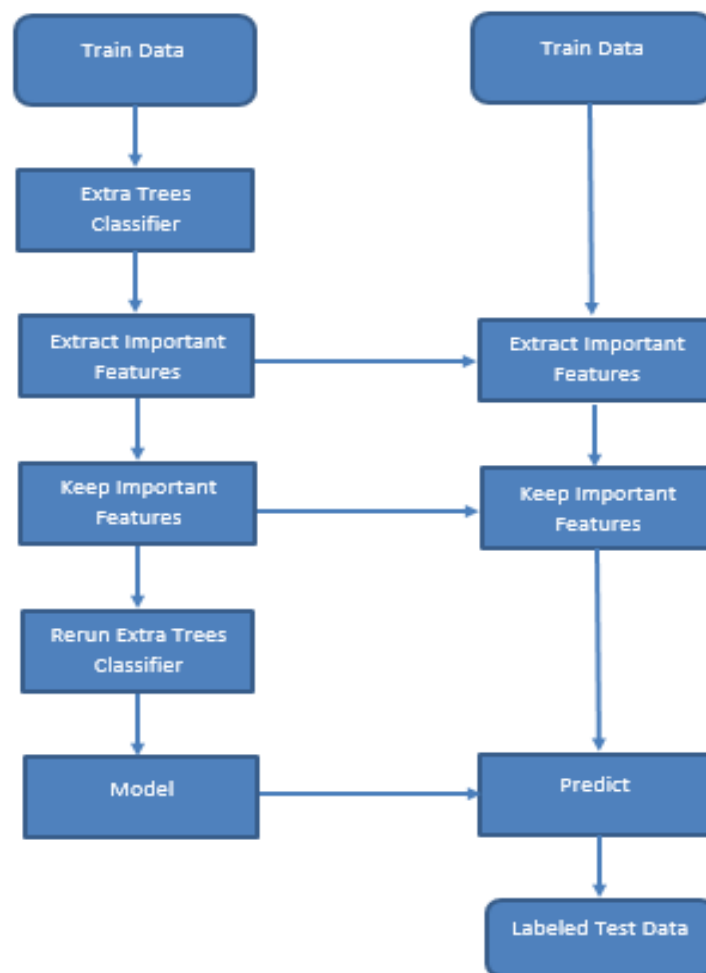 Train Data
Train Data
Extra Trees
Classifier
Extract Important
Features
Extract Important
Features
Keep Important
Features
Keep Important
Features
Rerun Extra Trees
Classifier
Model
Predict
Labeled Test Data